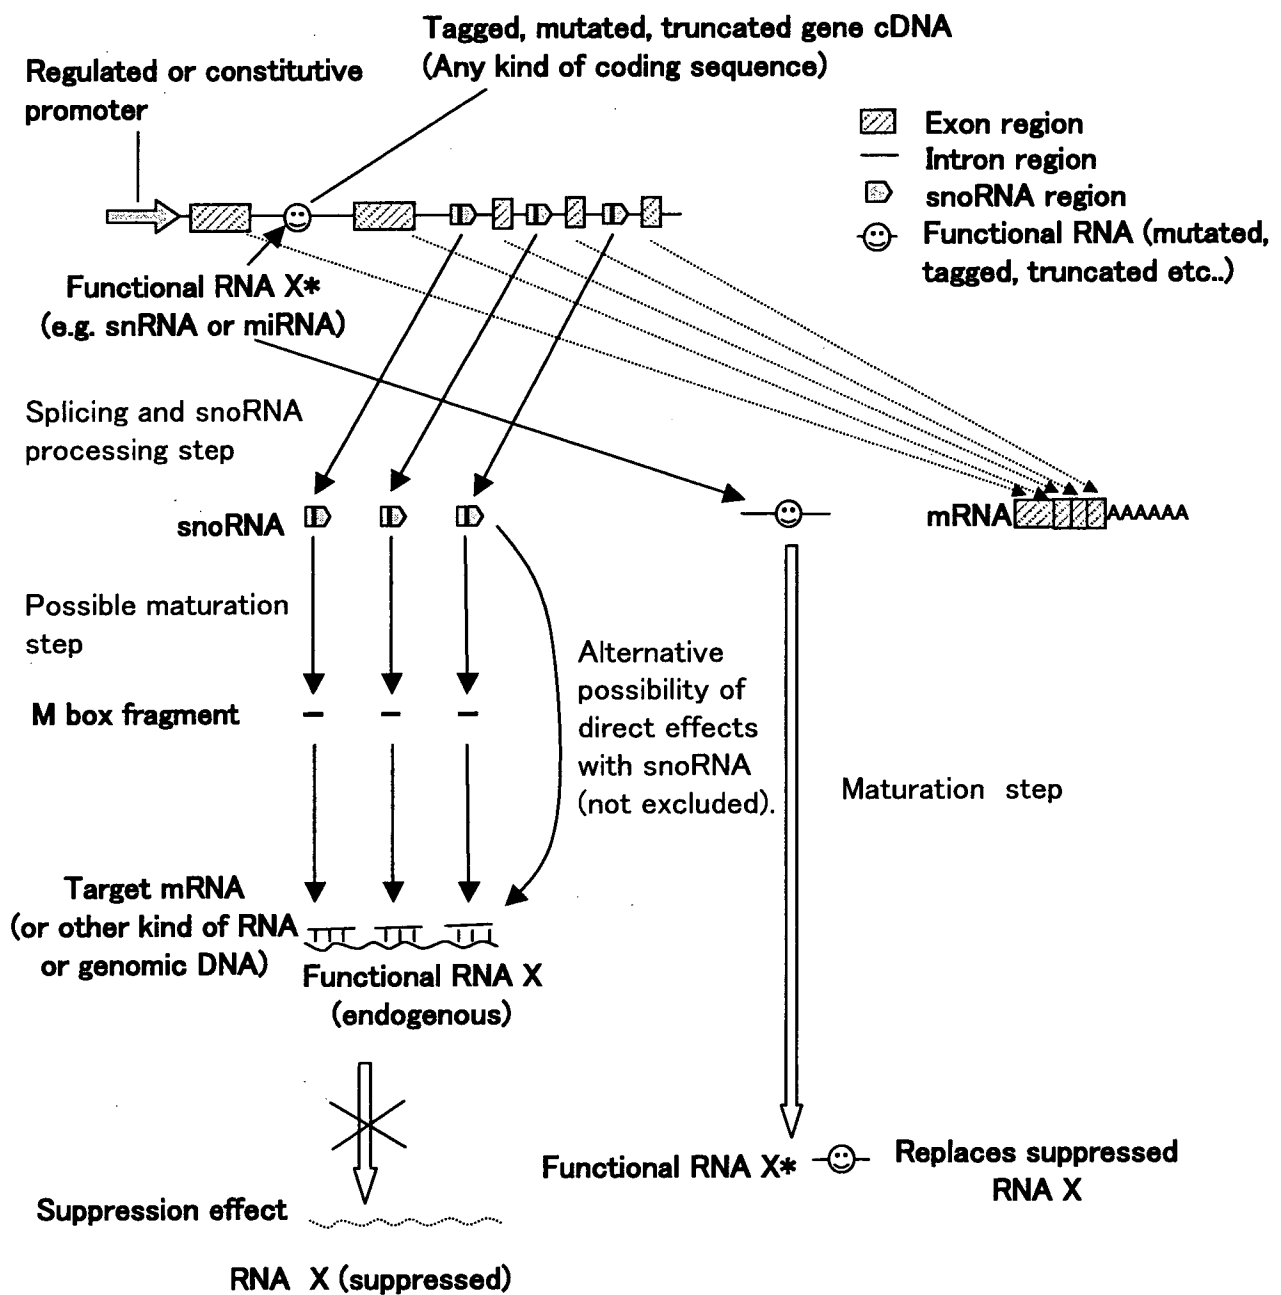 Tagged, mutated, truncated gene cDNA
(Any kind of coding sequence)
Regulated or constitutive
promoter
Exon region
Intron region
snoRNA region
Functional RNA (mutated,
tagged, truncated etc..)
Functional RNA X*
(e.g. snRNA or miRNA)
Splicing and snoRNA
processing step
snoRNA
mRNA
AAAAAA
Possible maturation
step
Alternative
possibility of
direct effects
with snoRNA
(not excluded).
M box fragment
Maturation step
Target mRNA
(or other kind of RNA
or genomic DNA)
Functional RNA X
(endogenous)
Functional RNA X*
Replaces suppressed
RNA X
Suppression effect
RNA X (suppressed)